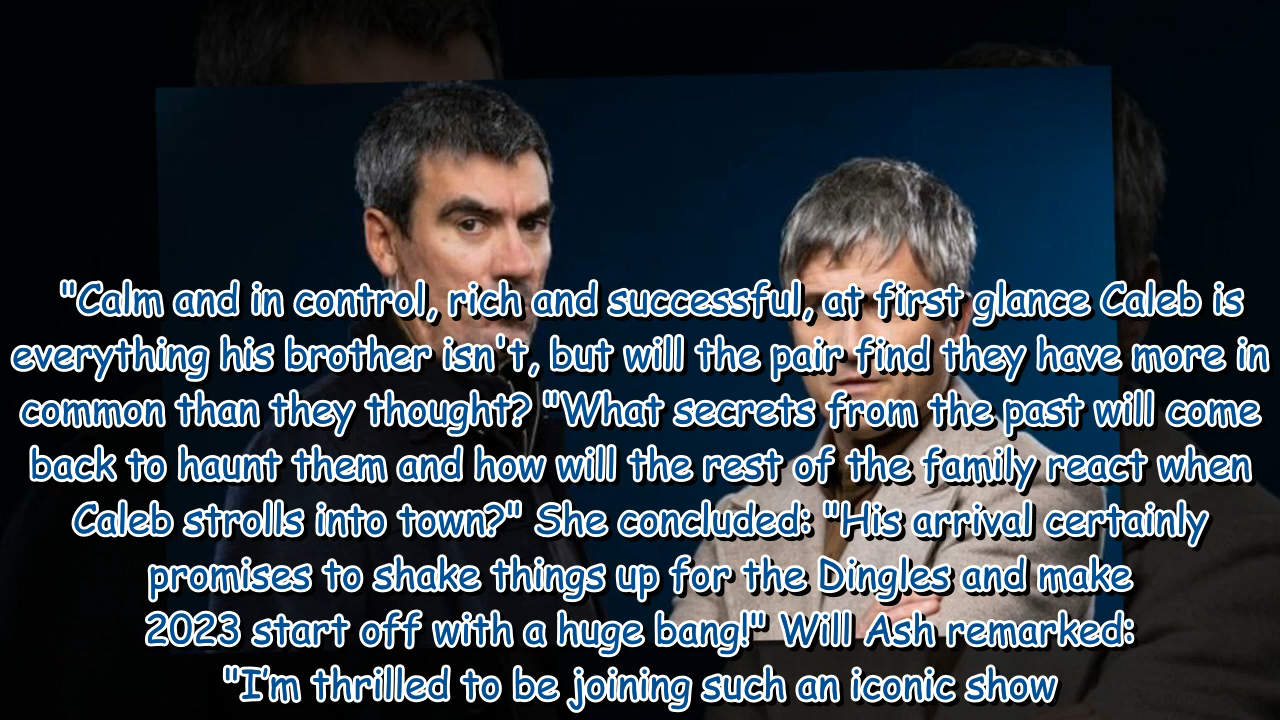 "Calm and in control, rich and successful, at first glance Caleb is
everything his brother isn't, but will the pair find they have more in
common than they thought? "What secrets from the past will come
back to haunt them and how will the rest of the family react when
Caleb strolls into town?" She concluded: "His arrival certainly
promises to shake things up for the Dingles and make
2023 start off with a huge bang!" Will Ash remarked:
"I’m thrilled to be joining such an iconic show